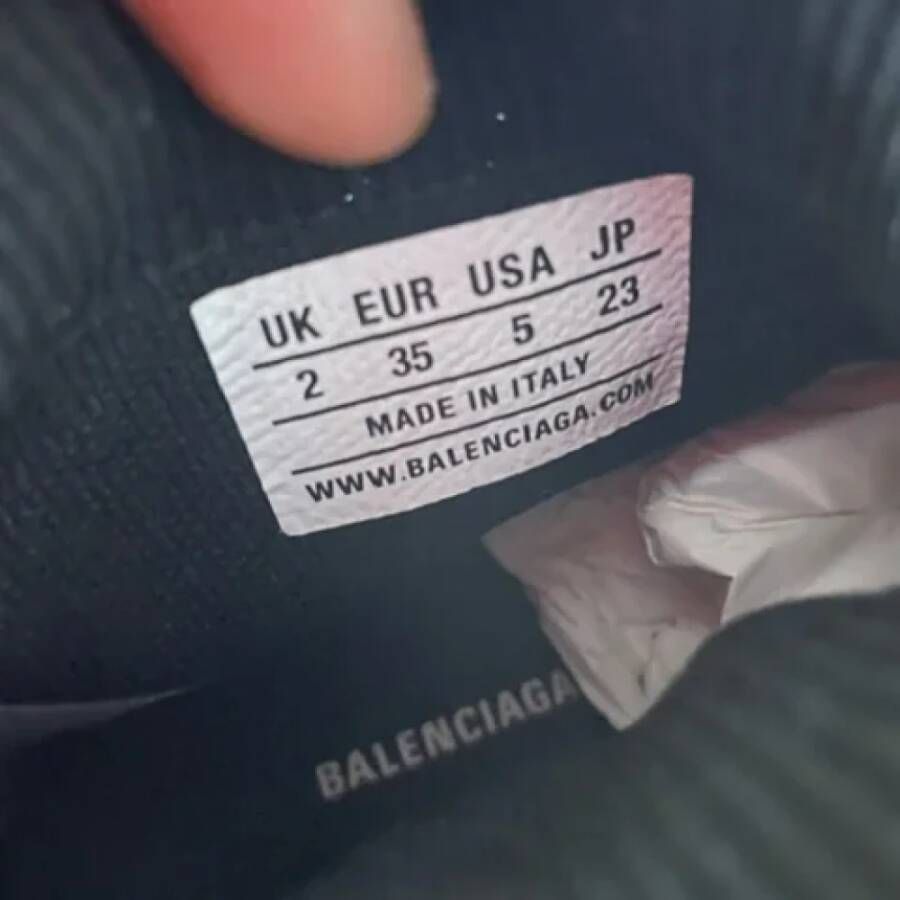 UK EUR USA JP
2 35 5 23
MADE IN ITALY
WWW.BALENCIAGA.COM
BALENCIAGA